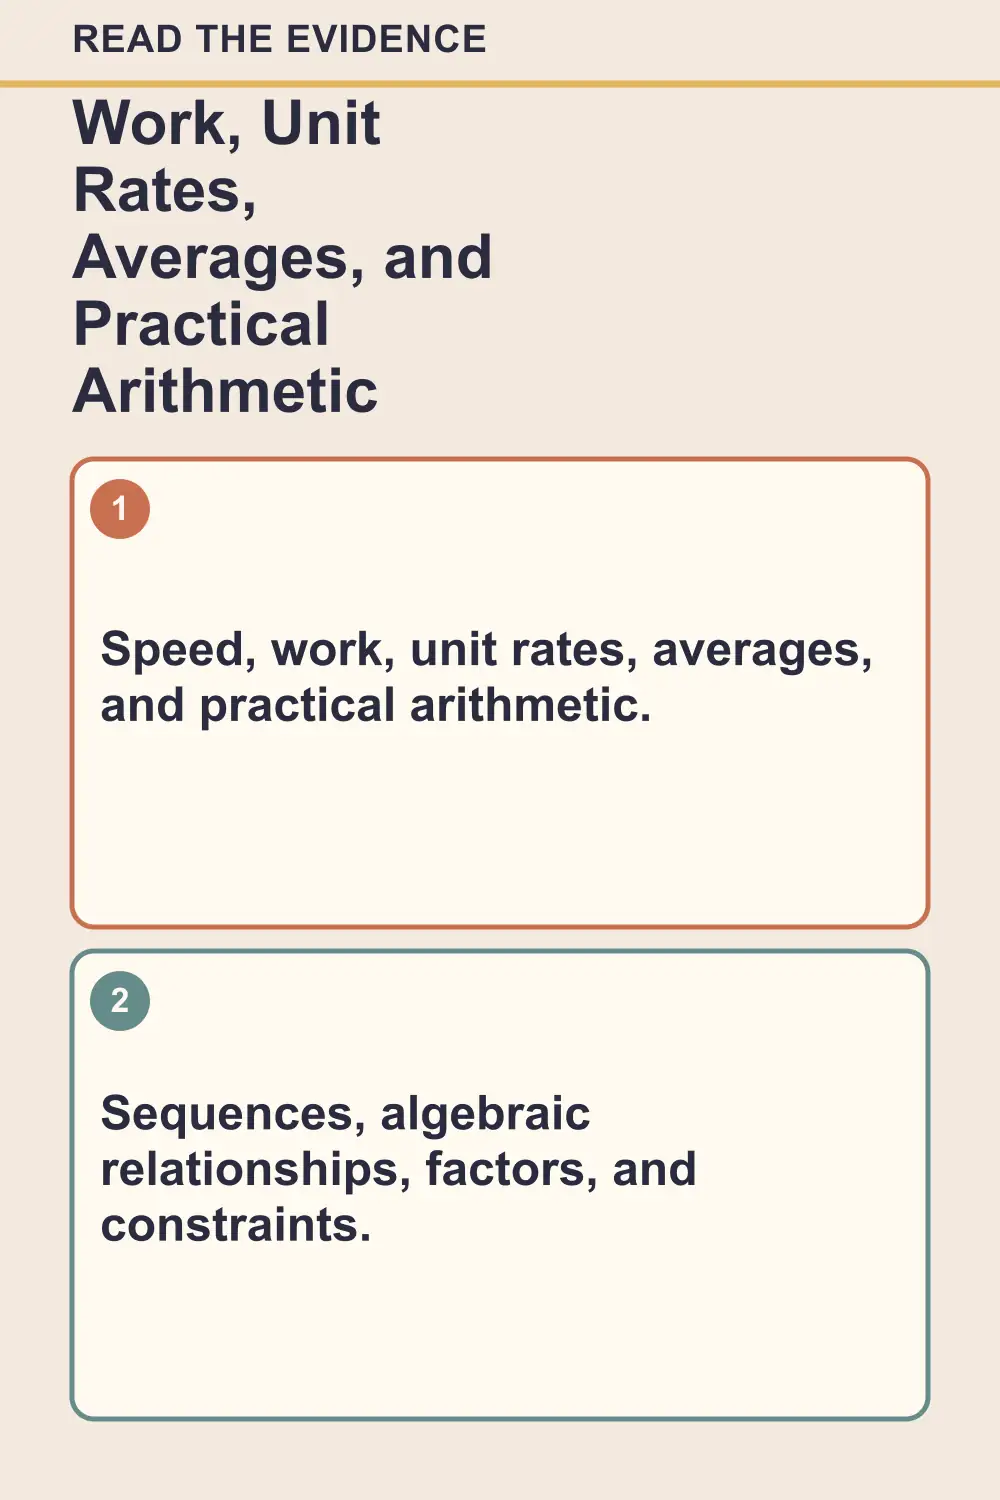 READ THE EVIDENCE
Work, Unit
Rates,
Averages, and
Practical
Arithmetic
1
Speed, work, unit rates, averages,
and practical arithmetic.
2
Sequences, algebraic
relationships, factors, and
constraints.